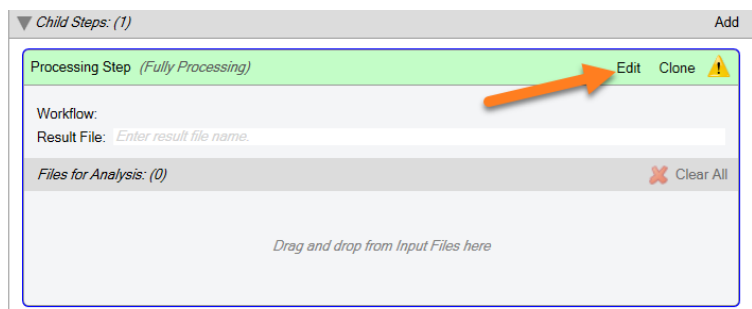 Child Steps: (1) Add
Processing Step (Fully Processing) Edit Clone
Workflow:
Result File: Enter result file name.
Files for Analysis: (0) Clear All
Drag and drop from Input Files here